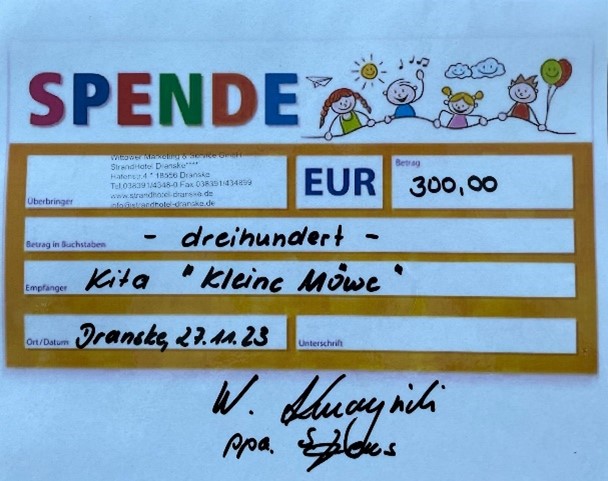 SPENDE
Wittower Marketing & Service GmbH
StrandHotel Dranske****
18556 Dranske
Tel.038391/4348-0 Fax 038391/434899
www.strandhotel-dranske.de
info@strandhotel-dranske.de
Überbringer
EUR
Betrag
300,00
Betrag in Buchstaben
- dreihundert -
Empfänger
Kita "Kleine Möwe"
Ort/Datum
Dranske, 27.11.23
Unterschrift
W.
ppa.